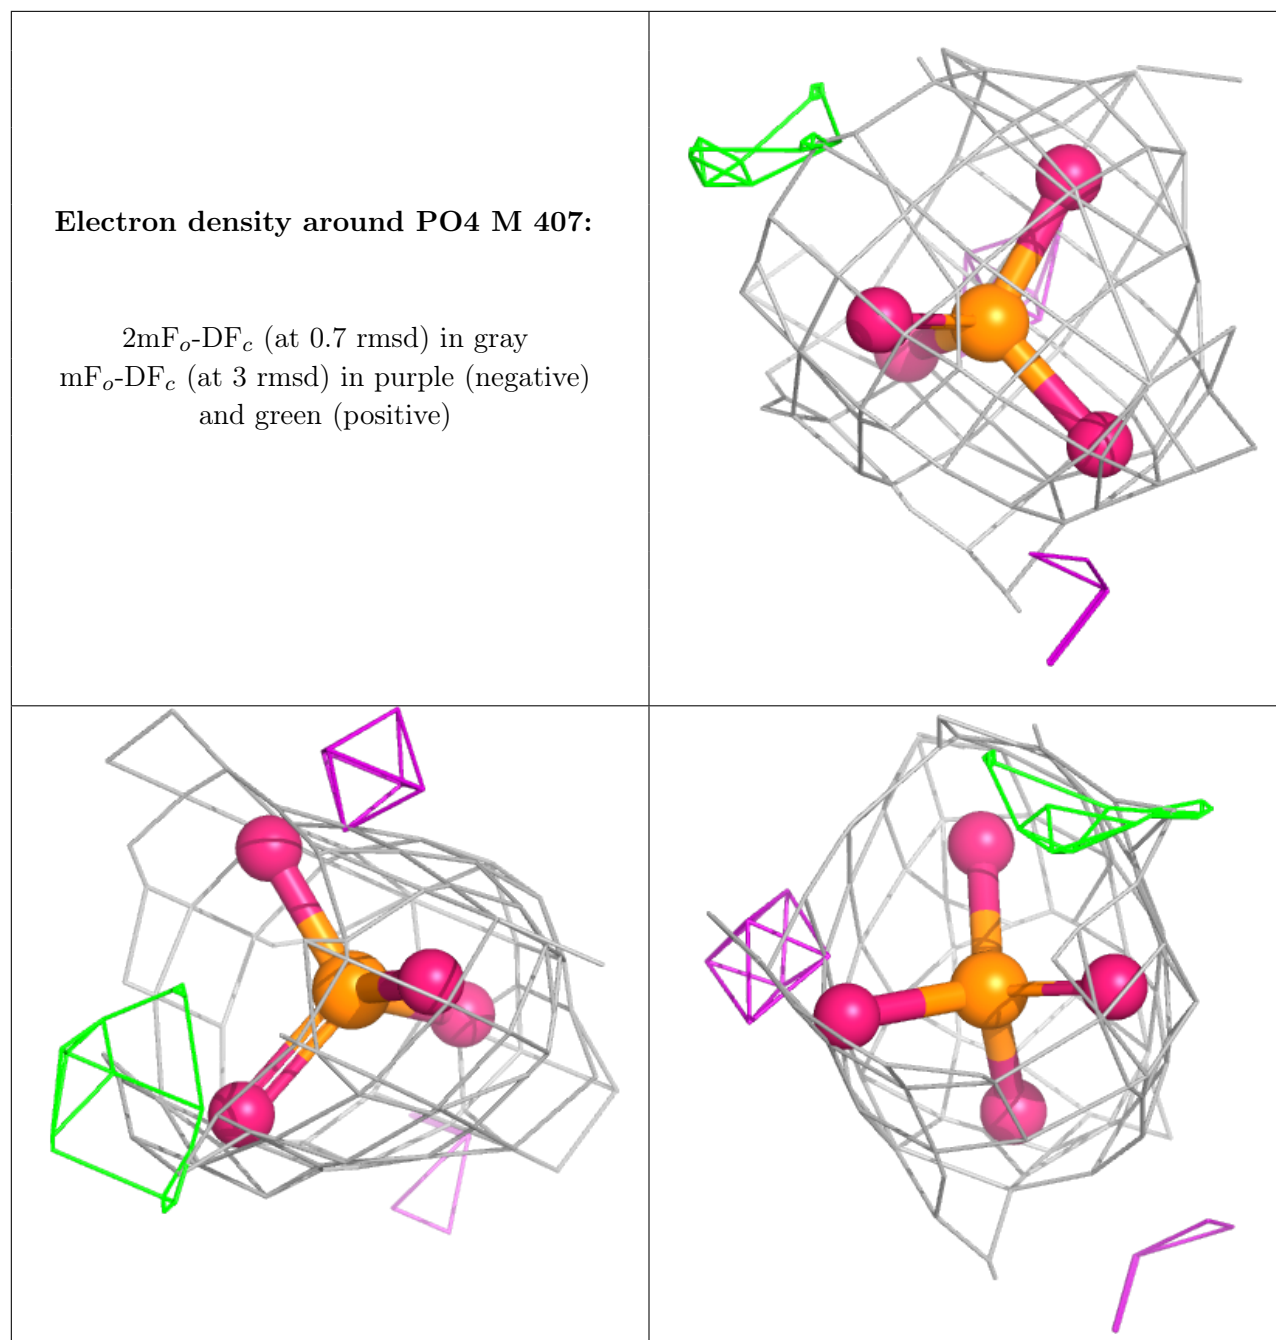 Electron density around PO4 M 407:
2mFo-DFc (at 0.7 rmsd) in gray
mFo-DFc (at 3 rmsd) in purple (negative)
and green (positive)